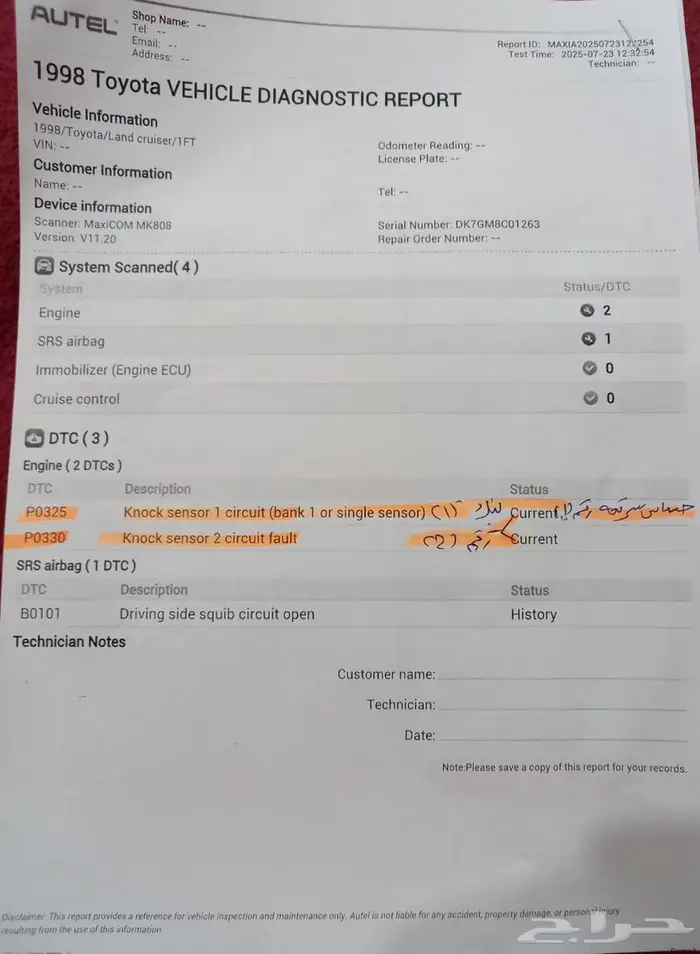 AUTEL
Shop Name: --
Tel: --
Email: --
Address: --
Report ID: MAXIA2025072312
Test Time: 2025-07-23 12:32:54
Technician: --
1998 Toyota VEHICLE DIAGNOSTIC REPORT
Vehicle Information
1998/Toyota/Land cruiser/1FT
VIN: --
Odometer Reading: --
License Plate: --
Customer Information
Name: --
Tel: --
Device information
Scanner: MaxiCOM MK808
Version: V11.20
Serial Number: DK7GM8C01263
Repair Order Number: --
System Scanned( 4 )
System Status/DTC
Engine 2
SRS airbag 1
Immobilizer (Engine ECU) 0
Cruise control 0
DTC ( 3 )
Engine ( 2 DTCs )
DTC Description Status
P0325 Knock sensor 1 circuit (bank 1 or single sensor) (١) Current حساس رقم
P0330 Knock sensor 2 circuit fault رقم (2) Current
SRS airbag ( 1 DTC )
DTC Description Status
B0101 Driving side squib circuit open History
Technician Notes
Customer name:
Technician:
Date:
Note:Please save a copy of this report for your records.
Disclaimer: This report provides a reference for vehicle inspection and maintenance only. Autel is not liable for any accident, property damage, or personal injury
resulting from the use of this information
حراج